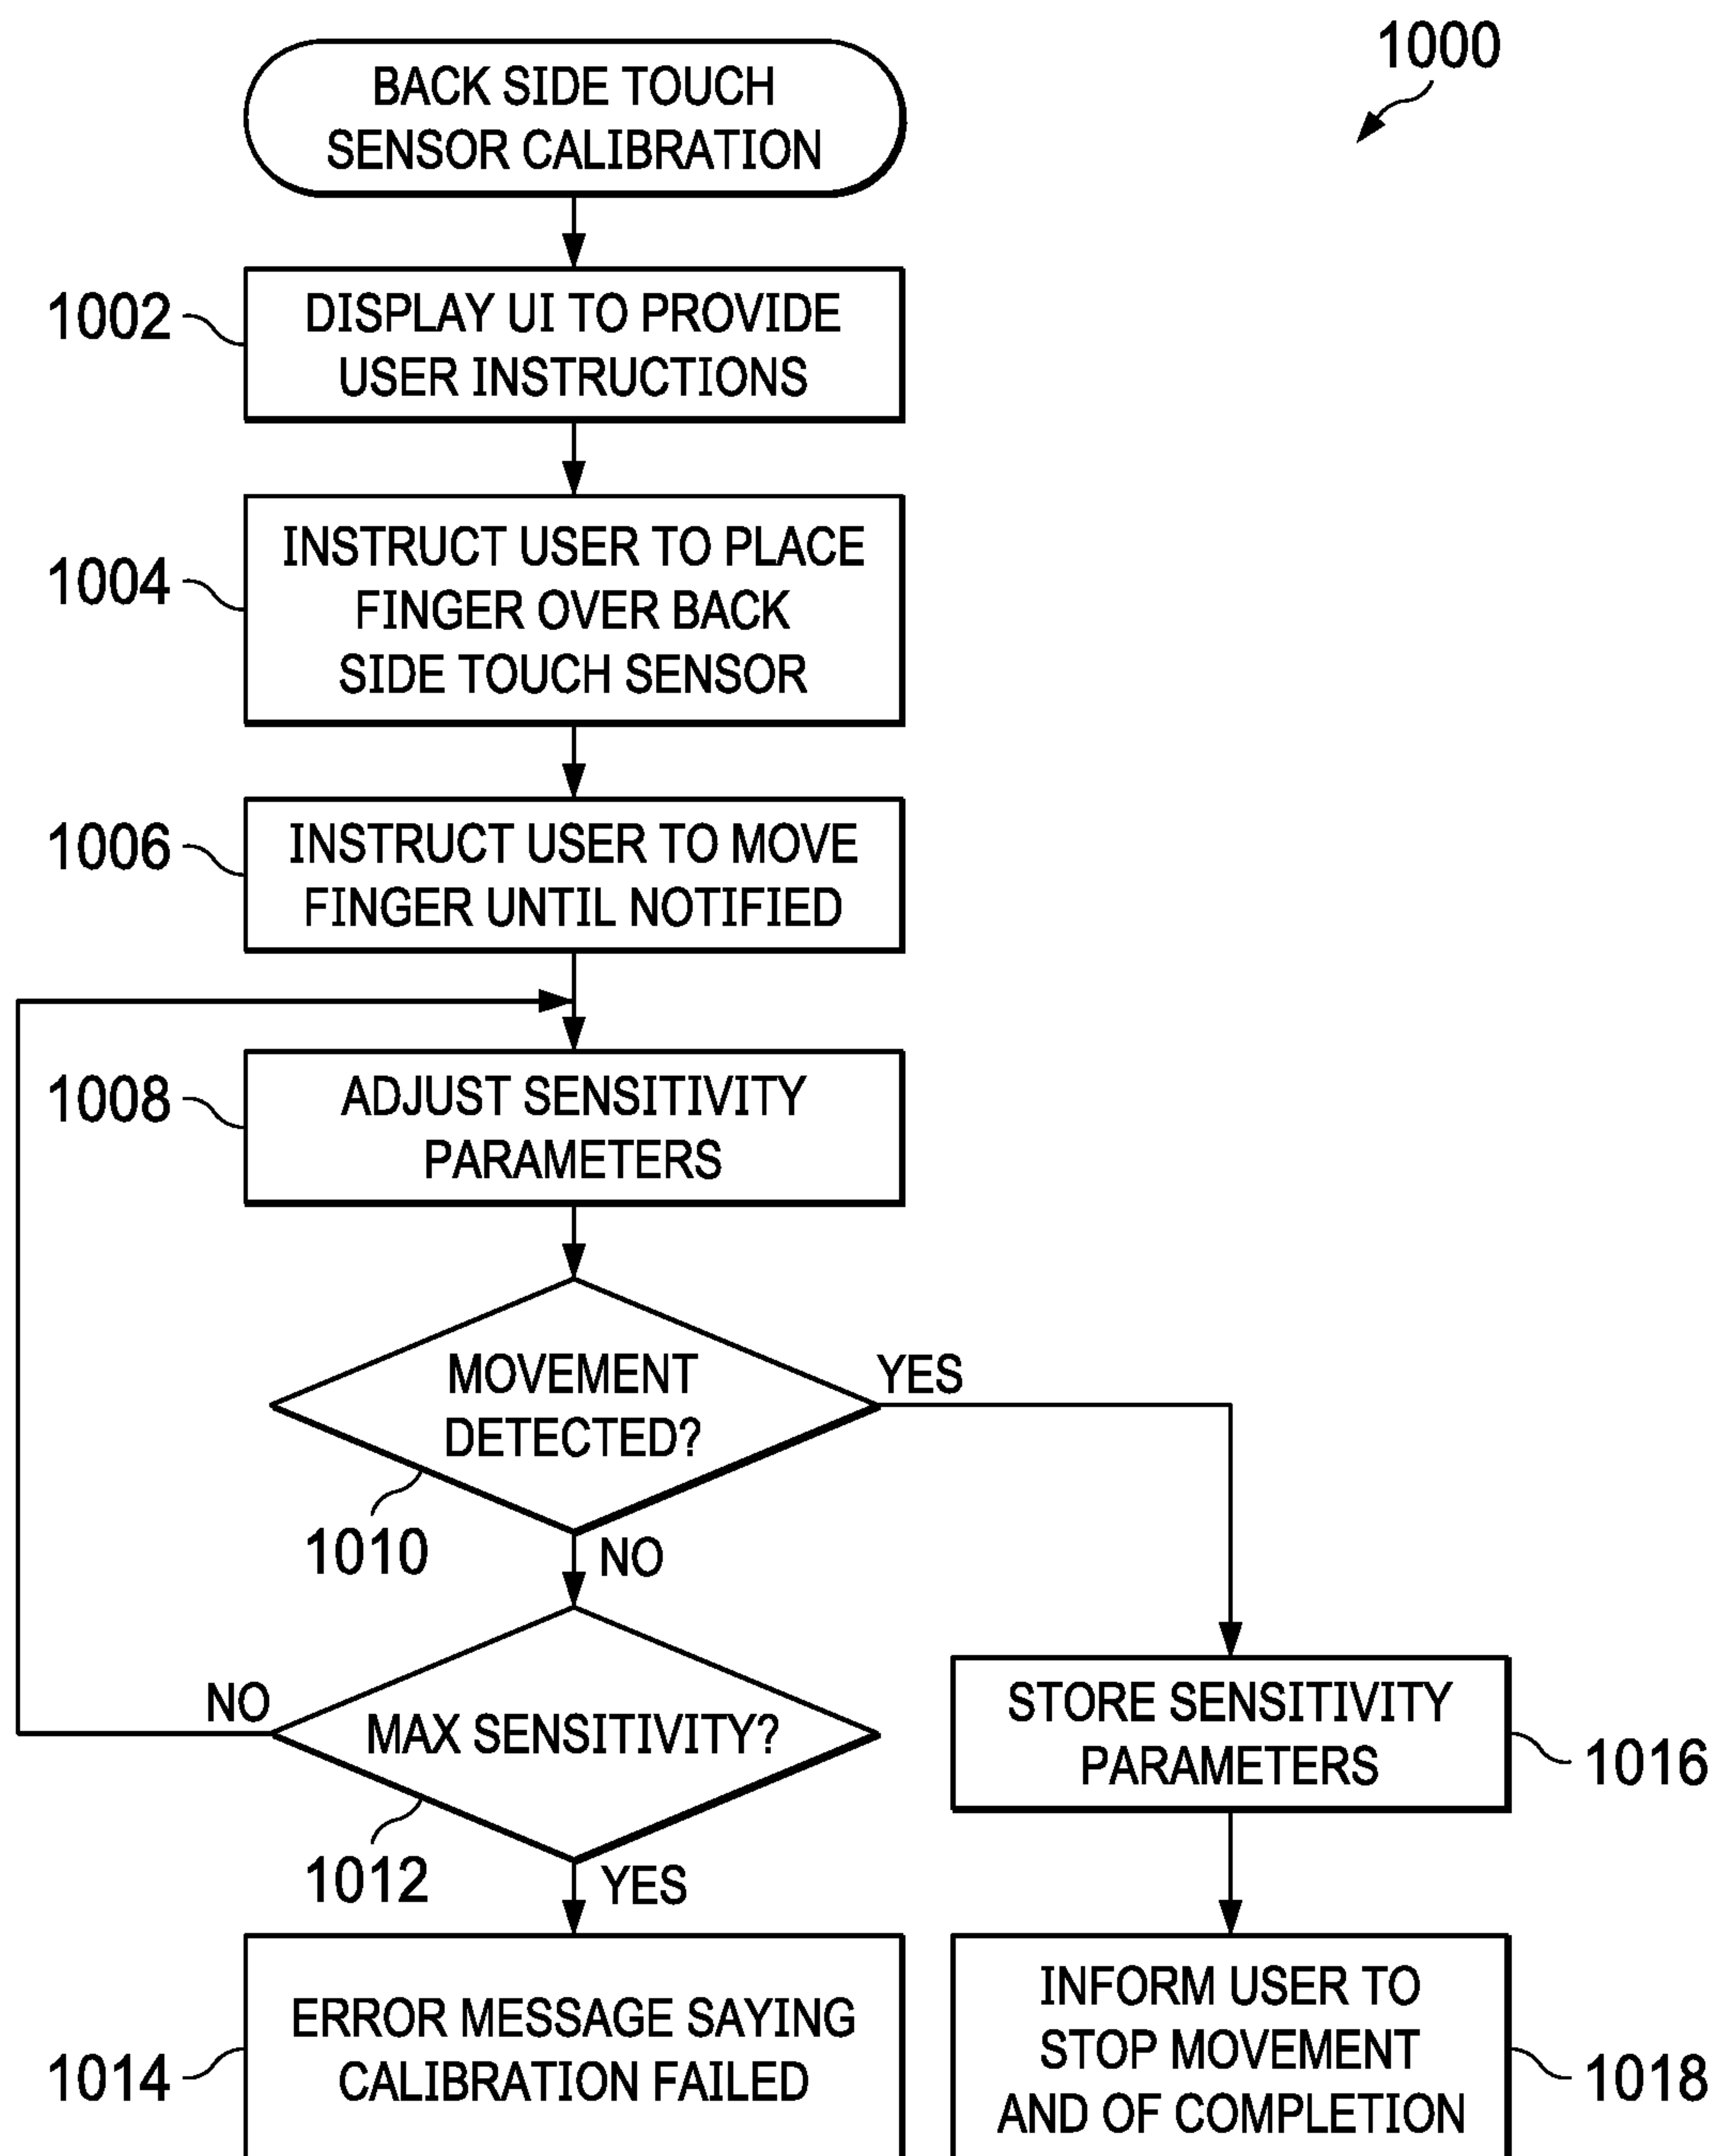 1000
BACK SIDE TOUCH
SENSOR CALIBRATION
1002
DISPLAY UI TO PROVIDE
USER INSTRUCTIONS
1004
INSTRUCT USER TO PLACE
FINGER OVER BACK
SIDE TOUCH SENSOR
1006
INSTRUCT USER TO MOVE
FINGER UNTIL NOTIFIED
1008
ADJUST SENSITIVITY
PARAMETERS
MOVEMENT
DETECTED?
YES
1010
NO
MAX SENSITIVITY?
NO
1012
YES
1014
ERROR MESSAGE SAYING
CALIBRATION FAILED
STORE SENSITIVITY
PARAMETERS
1016
INFORM USER TO
STOP MOVEMENT
AND OF COMPLETION
1018